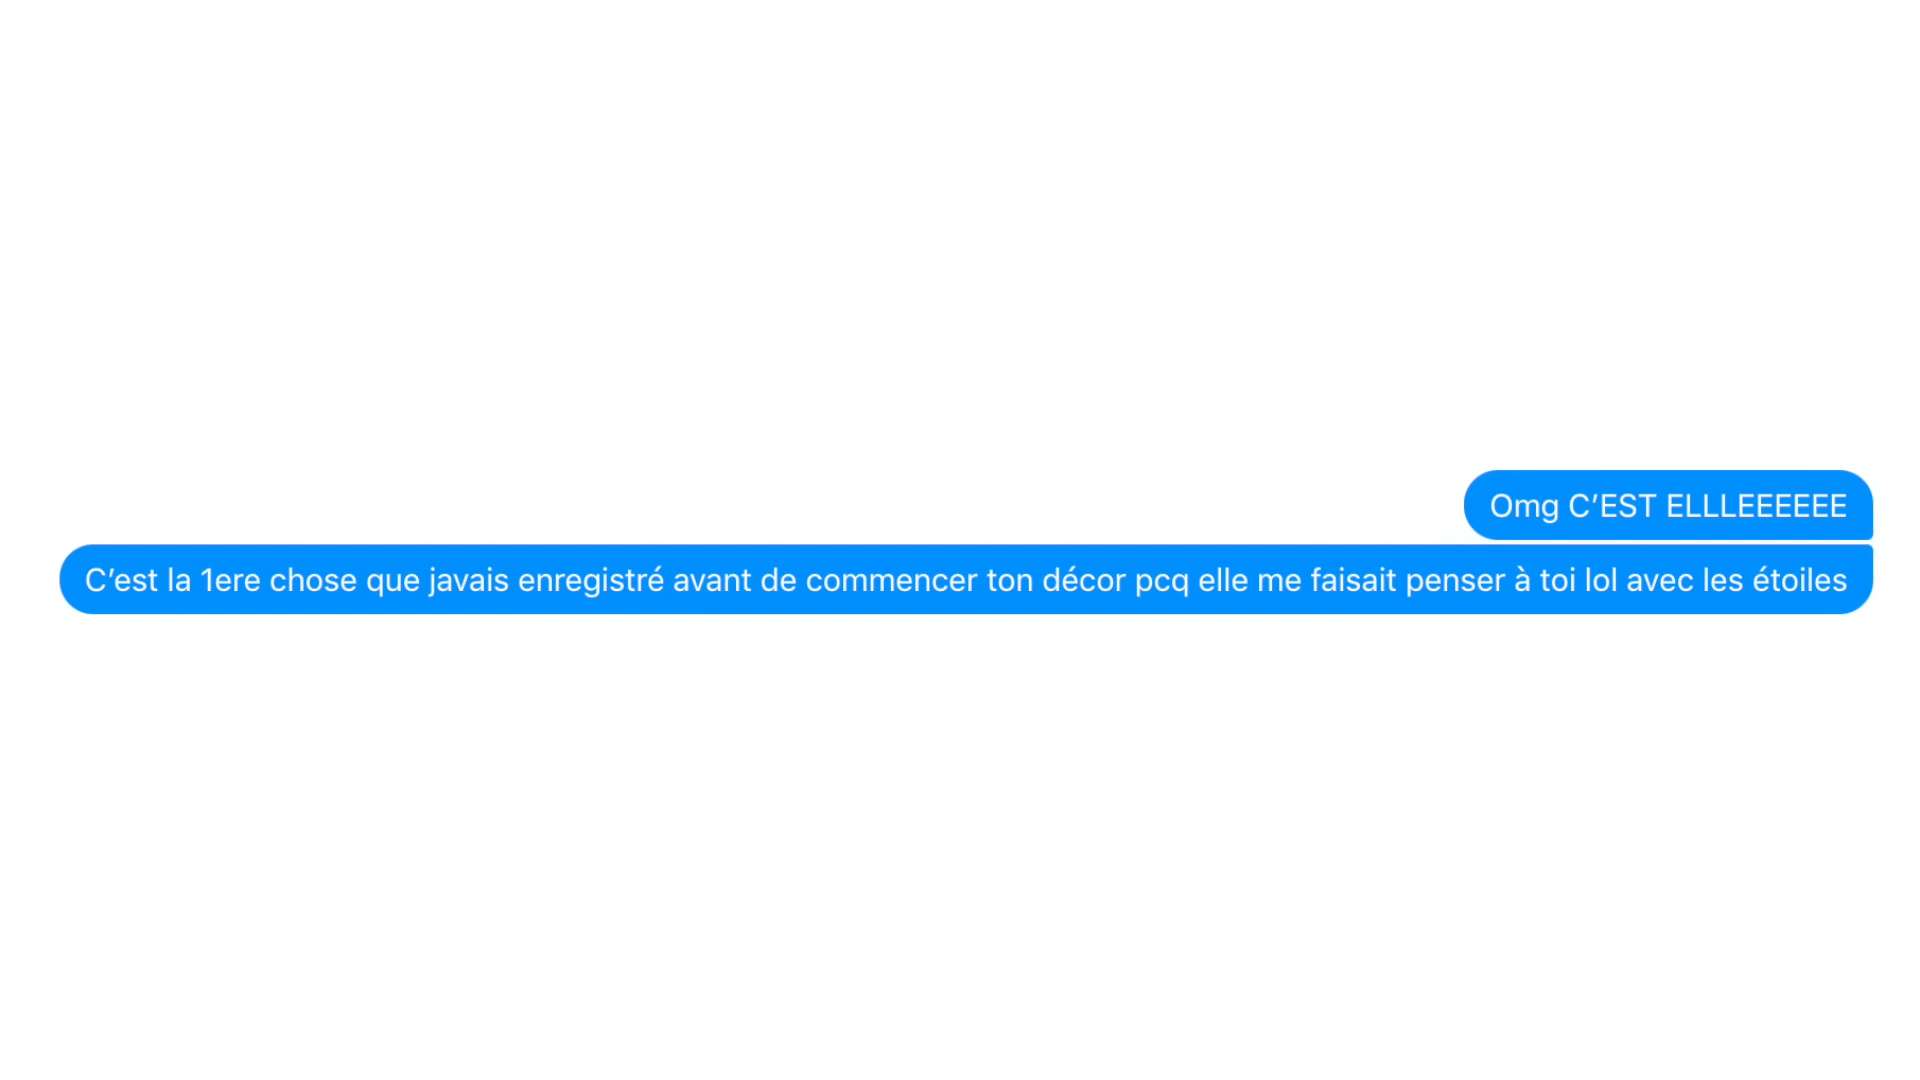 Omg C’EST ELLLEEEEEE
C’est la 1ere chose que javais enregistré avant de commencer ton décor pcq elle me faisait penser à toi lol avec les étoiles